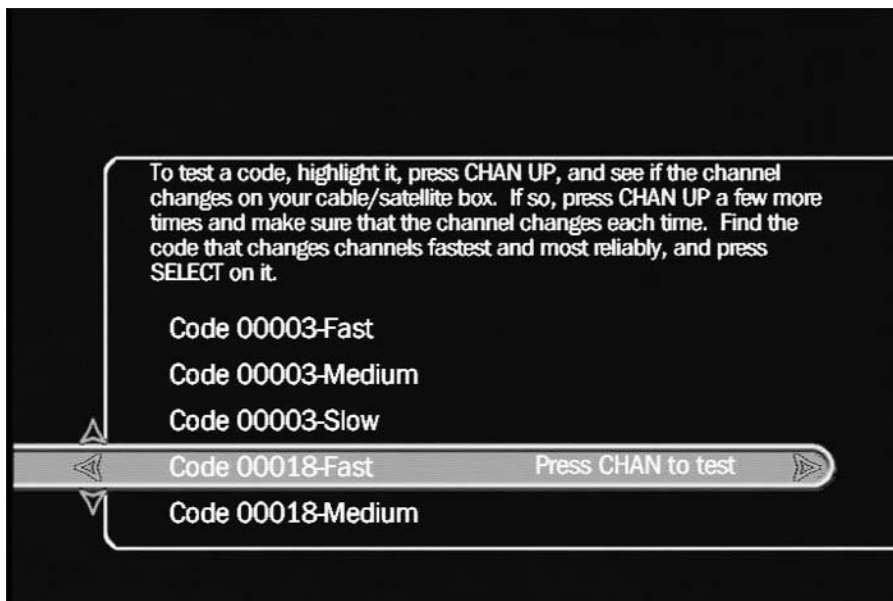 To test a code, highlight it, press CHAN UP, and see if the channel
changes on your cable/satellite box.  If so, press CHAN UP a few more
times and make sure that the channel changes each time.  Find the
code that changes channels fastest and most reliably, and press
SELECT on it.
Code 00003-Fast
Code 00003-Medium
Code 00003-Slow
Code 00018-Fast Press CHAN to test
Code 00018-Medium